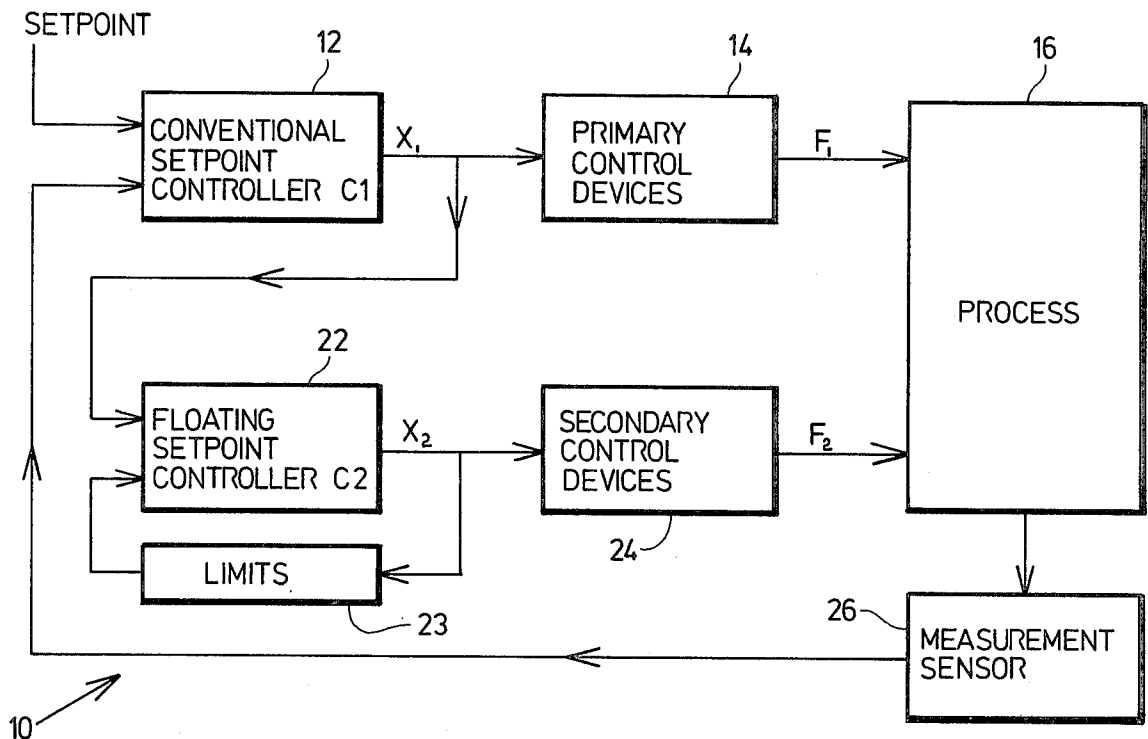 SETPOINT
12
14
16
CONVENTIONAL
SETPOINT
CONTROLLER C1
X₁
PRIMARY
CONTROL
DEVICES
F₁
PROCESS
22
FLOATING
SETPOINT
CONTROLLER C2
X₂
SECONDARY
CONTROL
DEVICES
F₂
24
LIMITS
23
26
MEASUREMENT
SENSOR
10